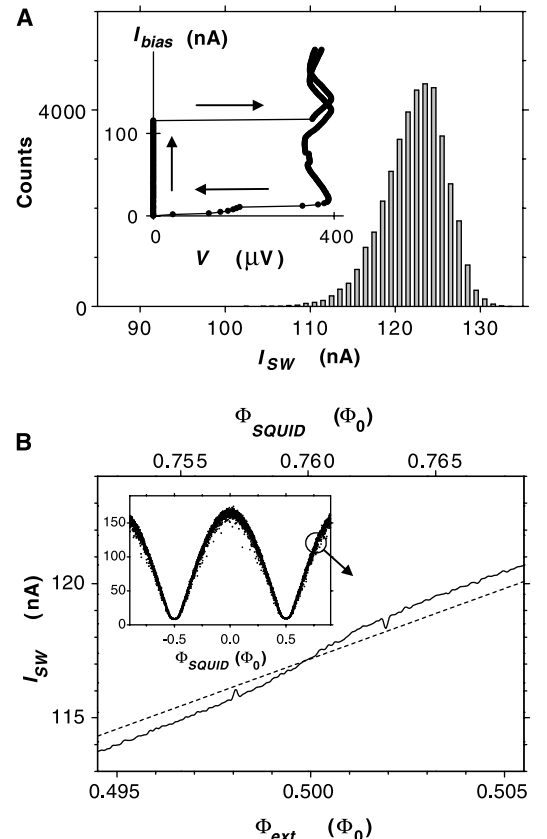 A
I_bias (nA)
100
0
0 400
V (μV)
Counts
4000
0
90 100 110 120 130
I_SW (nA)
Φ_SQUID (Φ_0)
B
0.755 0.760 0.765
150
100
50
0
-0.5 0.0 0.5
Φ_SQUID (Φ_0)
I_SW (nA)
120
115
0.495 0.500 0.505
Φ_ext (Φ_0)